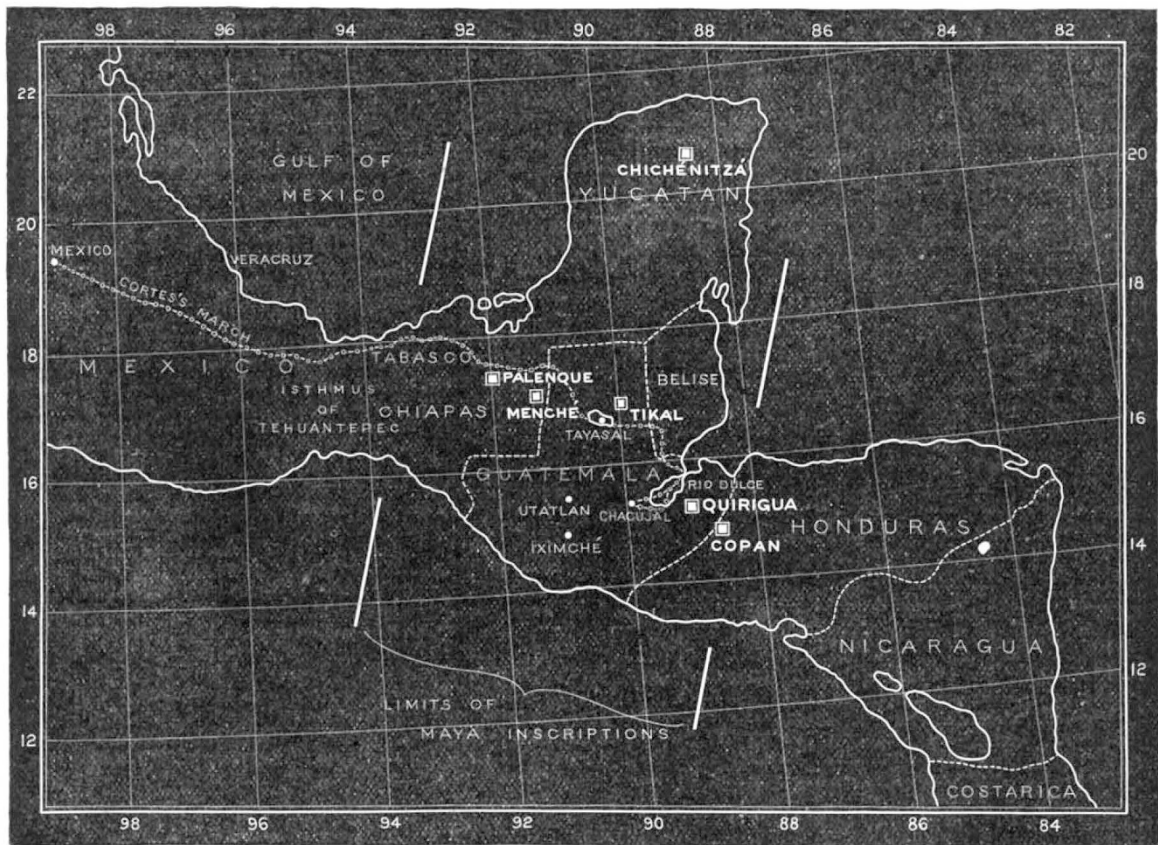 98 96 94 92 90 88 86 84 82
22
GULF OF
MEXICO
CHICHENITZÁ
YUCATAN
20
20
MEXICO
VERACRUZ
CORTES'S MARCH
18
18
MEXICO
TABASCO
ISTHMUS
OF
TEHUANTEPEC
PALENQUE
CHIAPAS
MENCHE
BELISE
TIKAL
TAYASAL
16
16
GUATEMALA
RIO DULCE
UTATLAN
CHACUJAL
QUIRIGUA
IXIMCHÉ
COPAN
HONDURAS
14
14
NICARAGUA
12
LIMITS OF
MAYA INSCRIPTIONS
12
COSTARICA
98 96 94 92 90 88 86 84